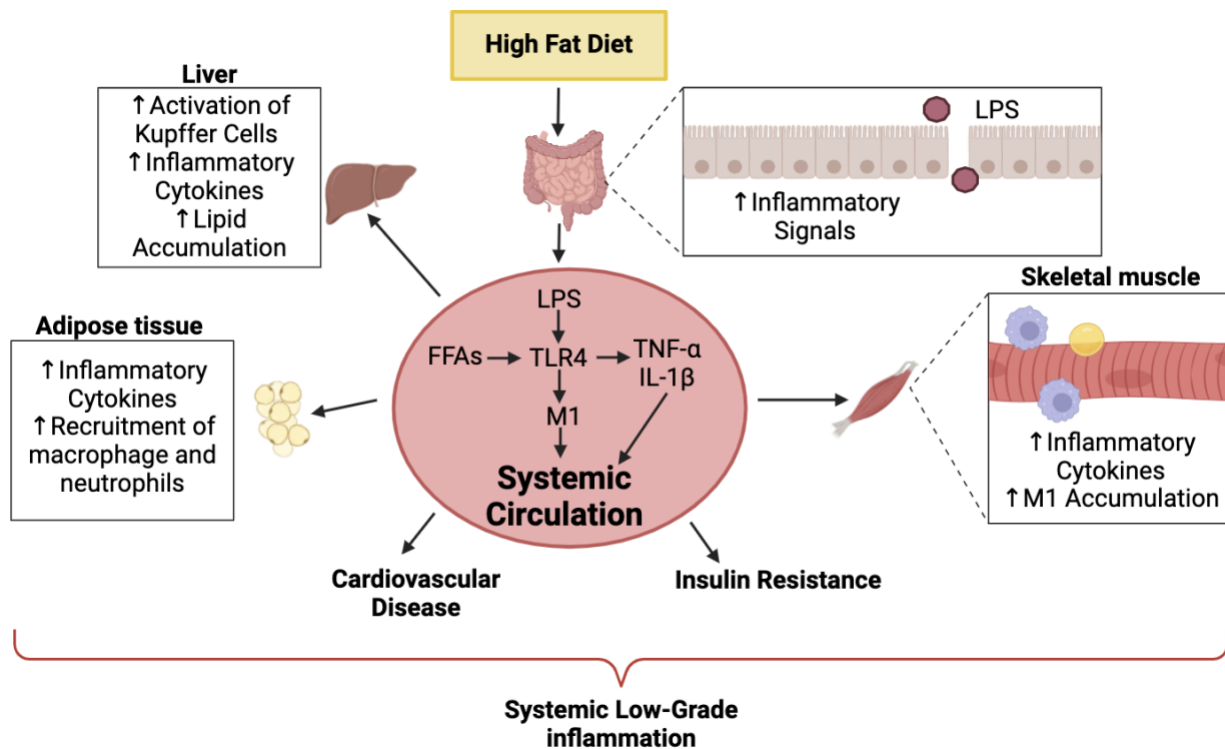 High Fat Diet
Liver
↑Activation of
Kupffer Cells
↑Inflammatory
Cytokines
↑Lipid
Accumulation
LPS
↑Inflammatory
Signals
Adipose tissue
↑Inflammatory
Cytokines
↑Recruitment of
macrophage and
neutrophils
LPS
FFAs
TLR4
TNF-α
IL-1β
M1
Systemic
Circulation
Skeletal muscle
↑Inflammatory
Cytokines
↑M1 Accumulation
Cardiovascular
Disease
Insulin Resistance
Systemic Low-Grade
inflammation